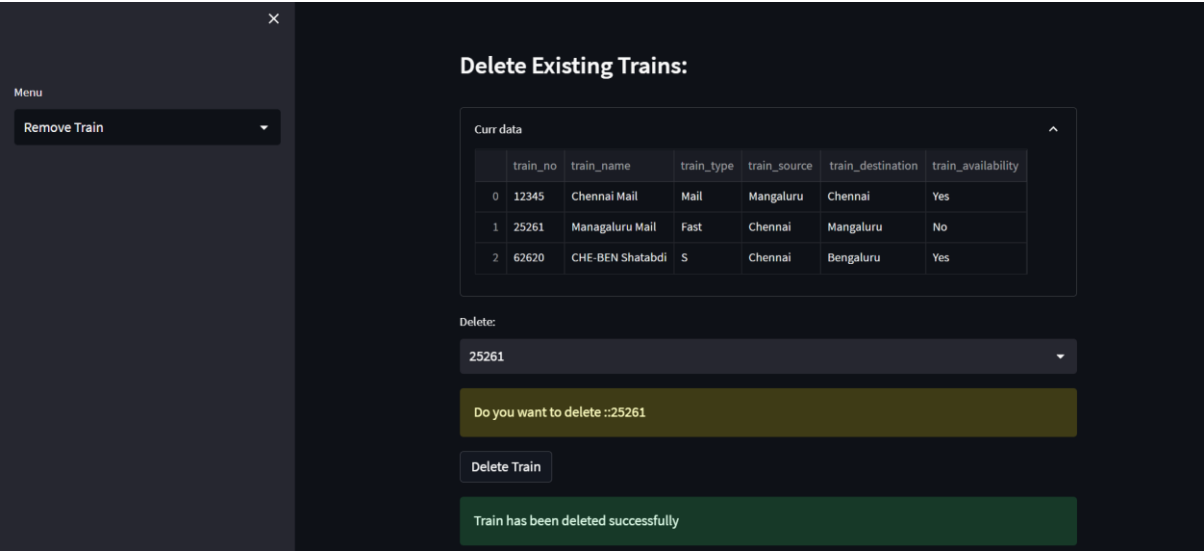 ×
Menu
Remove Train
Delete Existing Trains:
Curr data
train_no train_name train_type train_source train_destination train_availability
0 12345 Chennai Mail Mail Mangaluru Chennai Yes
1 25261 Managaluru Mail Fast Chennai Mangaluru No
2 62620 CHE-BEN Shatabdi S Chennai Bengaluru Yes
Delete:
25261
Do you want to delete ::25261
Delete Train
Train has been deleted successfully